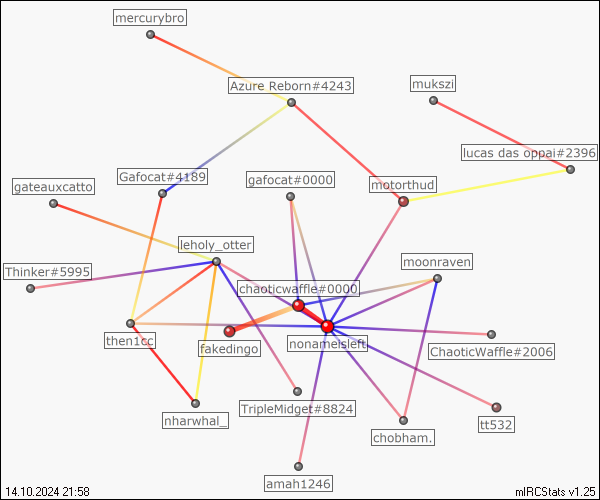 mercurybro
Azure Reborn#4243
mukszi
lucas das oppai#2396
Gafocat#4189
gafocat#0000
motorthud
gateauxcatto
leholy_otter
moonraven
Thinker#5995
chaoticwaffle#0000
then1cc
fakedingo
nonameisleft
ChaoticWaffle#2006
nharwhal_
TripleMidget#8824
tt532
chobham.
amah1246
14.10.2024 21:58
mIRCStats v1.25